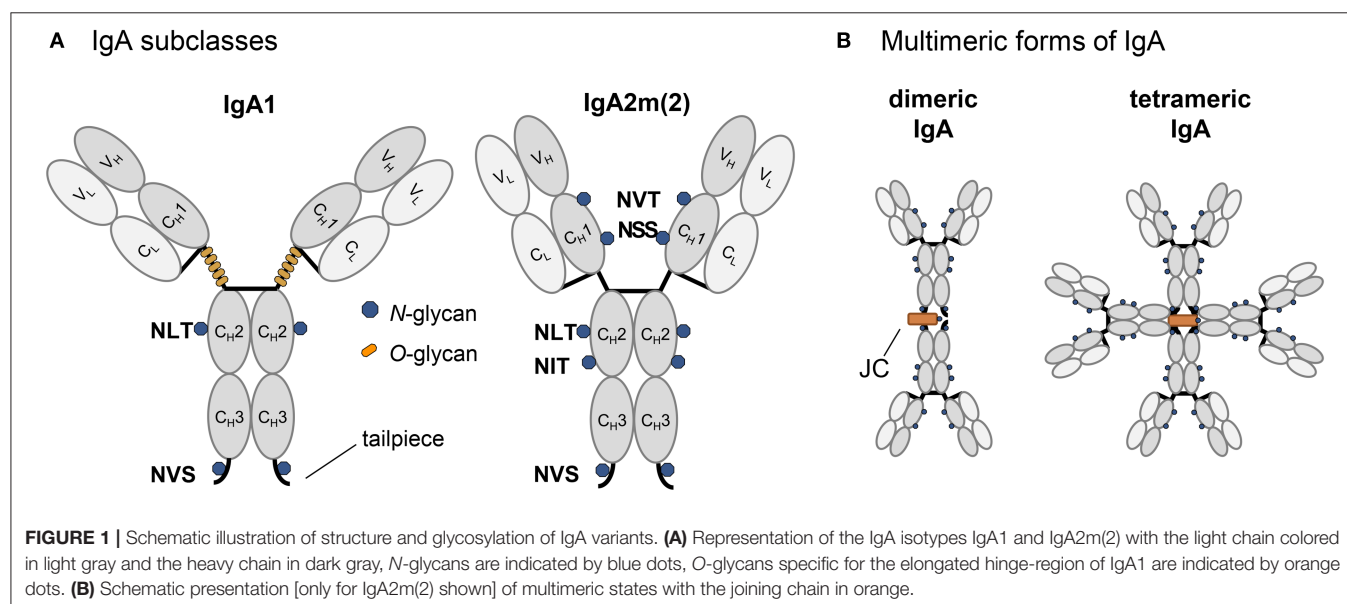 A IgA subclasses
IgA1
IgA2m(2)
VH
VL
CH1
CL
VH
VL
CH1
CL
VH
VL
CH1
CL
VH
VL
CH1
CL
NVT
NSS
NLT
CH2
CH2
N-glycan
O-glycan
NLT
NIT
CH2
CH2
CH3
CH3
tailpiece
NVS
CH3
CH3
NVS
B Multimeric forms of IgA
dimeric
IgA
tetrameric
IgA
JC
FIGURE 1 | Schematic illustration of structure and glycosylation of IgA variants. (A) Representation of the IgA isotypes IgA1 and IgA2m(2) with the light chain colored
in light gray and the heavy chain in dark gray, N-glycans are indicated by blue dots, O-glycans specific for the elongated hinge-region of IgA1 are indicated by orange
dots. (B) Schematic presentation [only for IgA2m(2) shown] of multimeric states with the joining chain in orange.